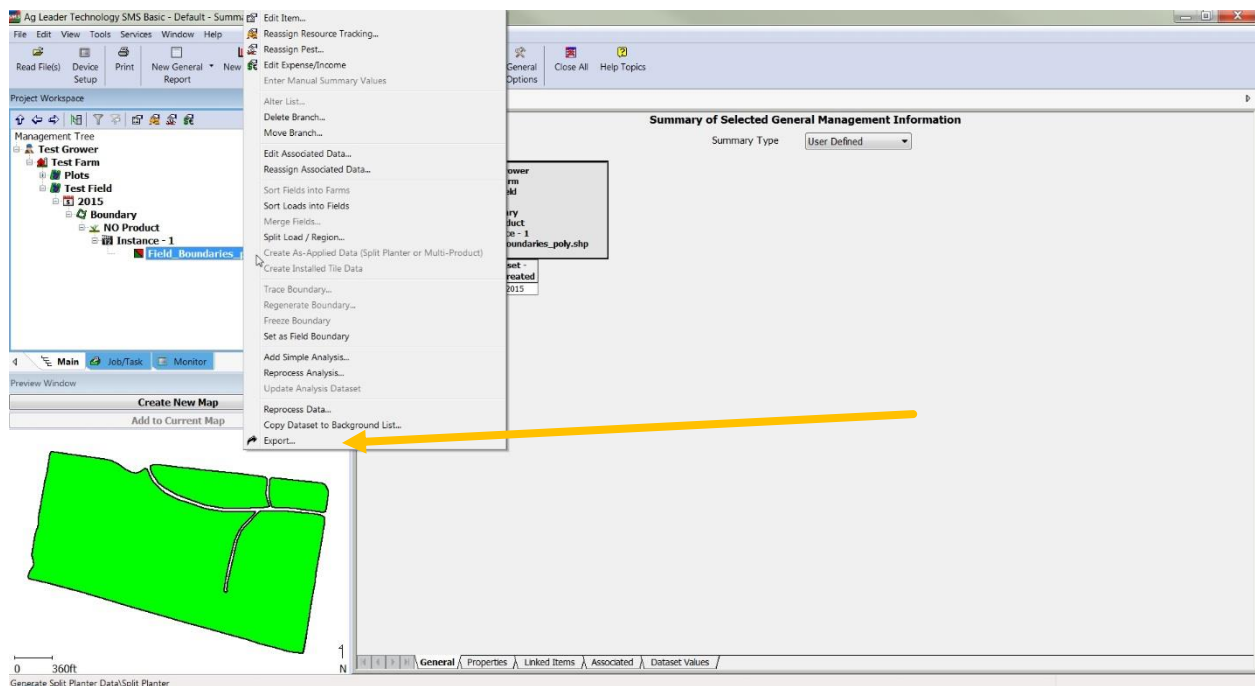 Ag Leader Technology SMS Basic - Default - Summ
File Edit View Tools Services Window Help
Read File(s) Device Setup Print New General Report New General Options Close All Help Topics
Project Workspace
Management Tree
Test Grower
Test Farm
Plots
Test Field
2015
Boundary
NO Product
Instance - 1
Field_Boundaries_
Main Job/Task Monitor
Preview Window
Create New Map
Add to Current Map
0 360ft N
Edit Item...
Reassign Resource Tracking...
Reassign Pest...
Edit Expense/Income
Enter Manual Summary Values
Alter List...
Delete Branch...
Move Branch...
Edit Associated Data...
Reassign Associated Data...
Sort Fields into Farms
Sort Loads into Fields
Merge Fields...
Split Load / Region...
Create As-Applied Data (Split Planter or Multi-Product)
Create Installed Tile Data
Trace Boundary...
Regenerate Boundary...
Freeze Boundary
Set as Field Boundary
Add Simple Analysis...
Reprocess Analysis...
Update Analysis Dataset
Reprocess Data...
Copy Dataset to Background List...
Export...
Summary of Selected General Management Information
Summary Type User Defined
ower
rm
eld
ry
duct
ce - 1
oundaries_poly.shp
set -
reated
2015
General Properties Linked Items Associated Dataset Values
Generate Split Planter Data\Split Planter